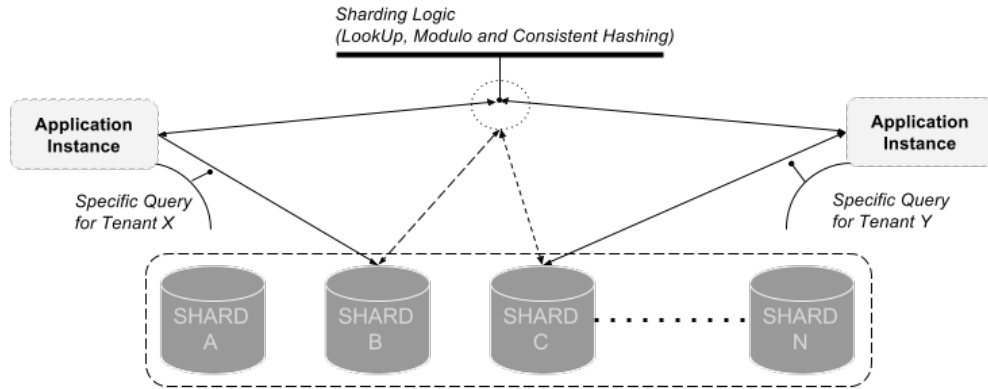 Sharding Logic
(LookUp, Modulo and Consistent Hashing)
Application
Instance
Application
Instance
Specific Query
for Tenant X
Specific Query
for Tenant Y
SHARD
A
SHARD
B
SHARD
C
SHARD
N